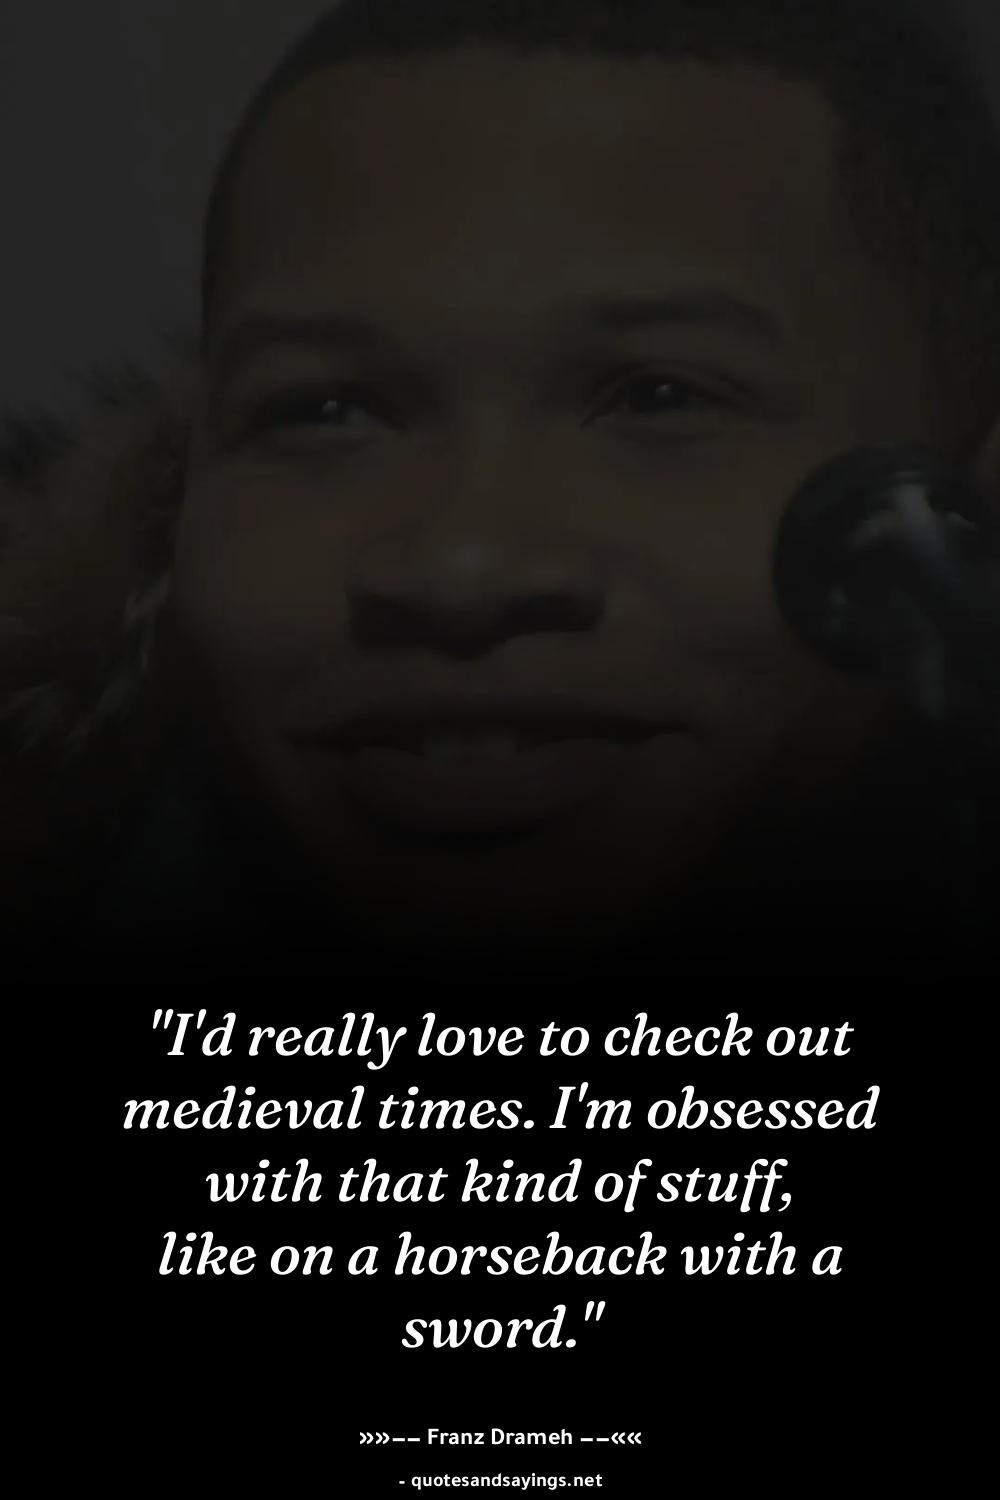 "I'd really love to check out
medieval times. I'm obsessed
with that kind of stuff,
like on a horseback with a
sword."
»»−− Franz Drameh −−««
- quotesandsayings.net